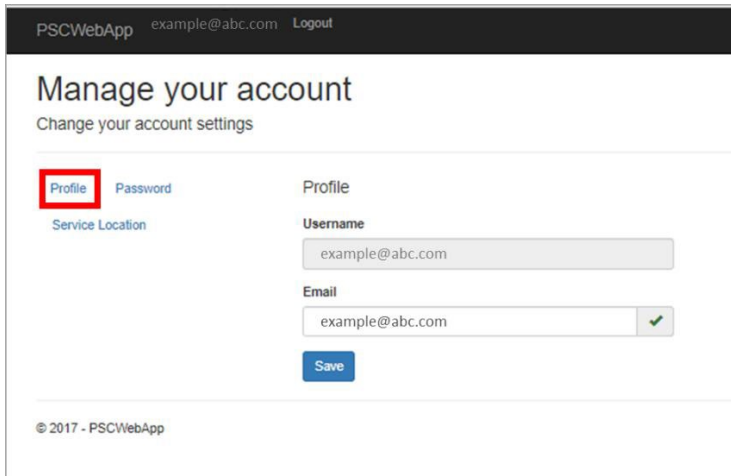 PSCWebApp example@abc.com Logout
Manage your account
Change your account settings
Profile Password
Service Location
Profile
Username
example@abc.com
Email
example@abc.com
Save
© 2017 - PSCWebApp